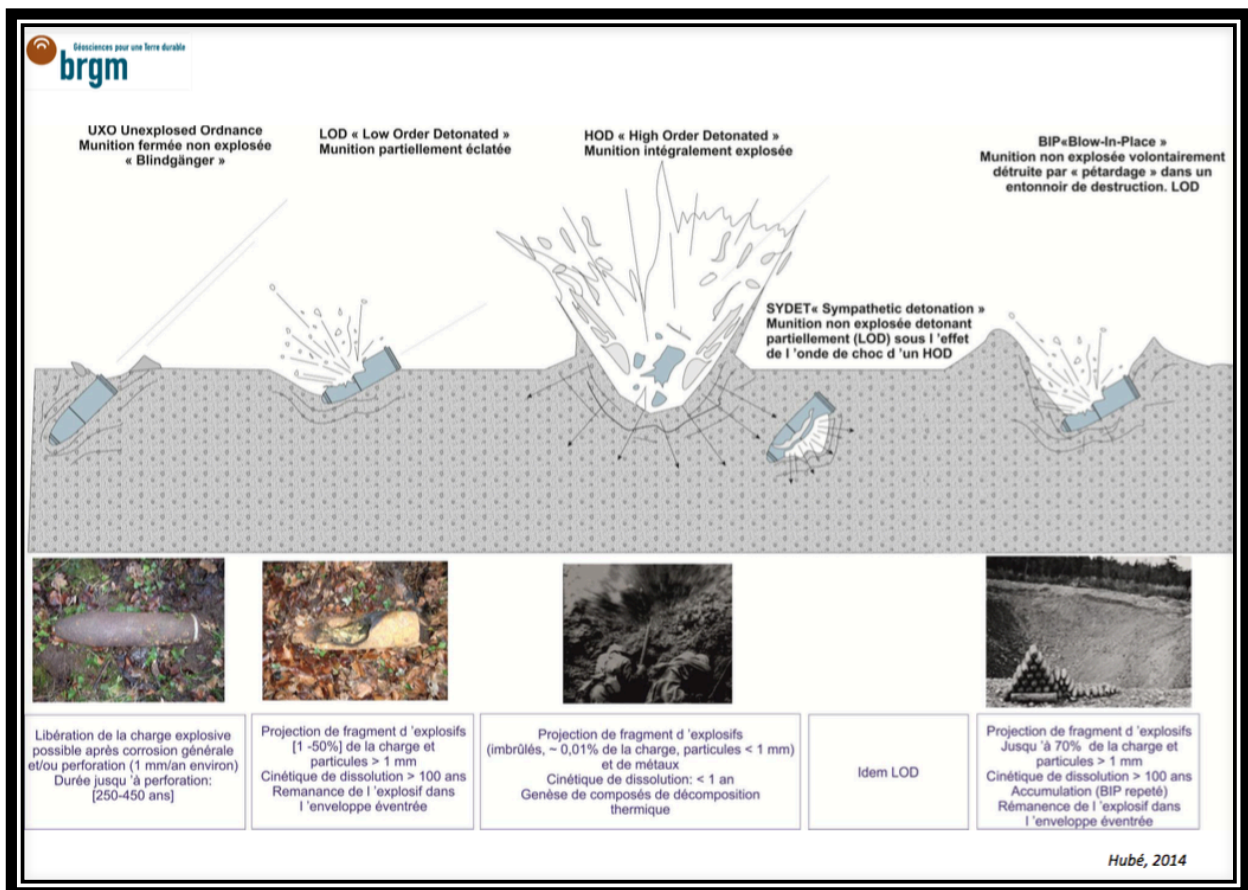 Géosciences pour une Terre durable
brgm
UXO Unexplosed Ordnance
Munition fermée non explosée
« Blindgänger »
LOD « Low Order Detonated »
Munition partiellement éclatée
HOD « High Order Detonated »
Munition intégralement explosée
BIP«Blow-In-Place »
Munition non explosée volontairement
détruite par « pétardage » dans un
entonnoir de destruction. LOD
SYDET« Sympathetic detonation »
Munition non explosée detonant
partiellement (LOD) sous l 'effet
de l 'onde de choc d 'un HOD
Libération de la charge explosive
possible après corrosion générale
et/ou perforation (1 mm/an environ)
Durée jusqu 'à perforation:
[250-450 ans]
Projection de fragment d 'explosifs
[1 -50%] de la charge et
particules > 1 mm
Cinétique de dissolution > 100 ans
Remanance de l 'explosif dans
l 'enveloppe éventrée
Projection de fragment d 'explosifs
(imbrûlés, ~ 0,01% de la charge, particules < 1 mm)
et de métaux
Cinétique de dissolution: < 1 an
Genèse de composés de décomposition
thermique
Idem LOD
Projection de fragment d 'explosifs
Jusqu 'à 70% de la charge et
particules > 1 mm
Cinétique de dissolution > 100 ans
Accumulation (BIP repeté)
Rémanence de l 'explosif dans
l 'enveloppe éventrée
Hubé, 2014